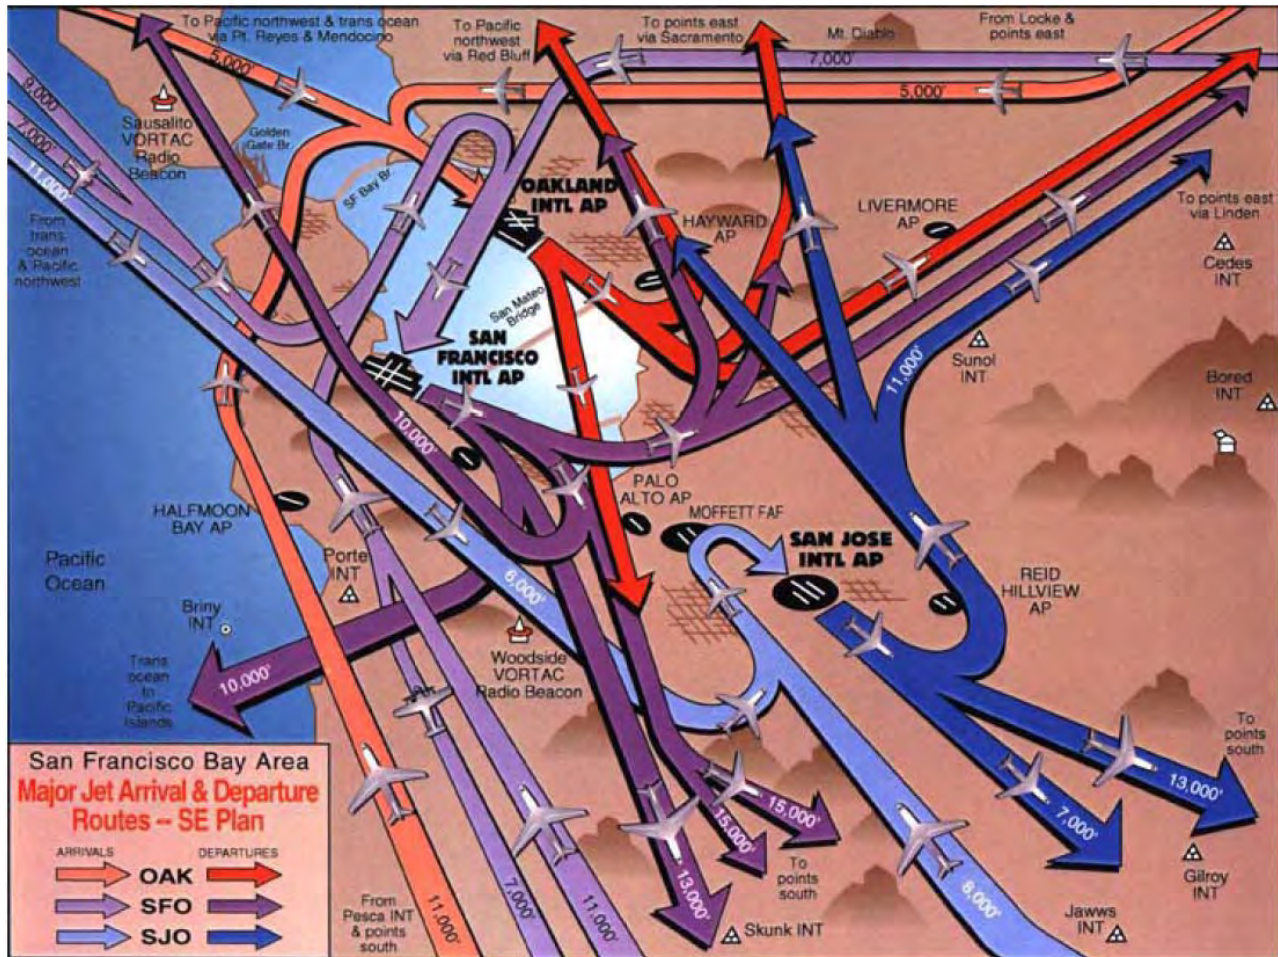 To Pacific northwest & trans ocean
via Pt. Reyes & Mendocino
To Pacific
northwest
via Red Bluff
To points east
via Sacramento
Mt. Diablo
From Locke &
points east
5,000'
7,000'
5,000'
9,000
7,000'
11,000'
Sausalito
VORTAC
Radio
Beacon
Golden
Gate Br.
SF Bay Br.
OAKLAND
INTL AP
HAYWARD
AP
LIVERMORE
AP
To points east
via Linden
Cedes
INT
From
trans
ocean
& Pacific
northwest
San Mateo
Bridge
SAN
FRANCISCO
INTL AP
Sunol
INT
11,000'
Bored
INT
10,000'
HALFMOON
BAY AP
PALO
ALTO AP
MOFFETT FAF
SAN JOSE
INTL AP
Pacific
Ocean
Porte
INT
6,000'
REID
HILLVIEW
AP
Briny
INT
Woodside
VORTAC
Radio Beacon
Trans
ocean
to
Pacific
Islands
10,000'
To
points
south
13,000'
7,000'
15,000'
15,000'
To
points
south
13,000'
Gilroy
INT
Skunk INT
8,000'
Jawws
INT
From
Pesca INT
& points
south
11,000'
7,000'
11,000'
San Francisco Bay Area
Major Jet Arrival & Departure
Routes -- SE Plan
ARRIVALS DEPARTURES
OAK
SFO
SJO